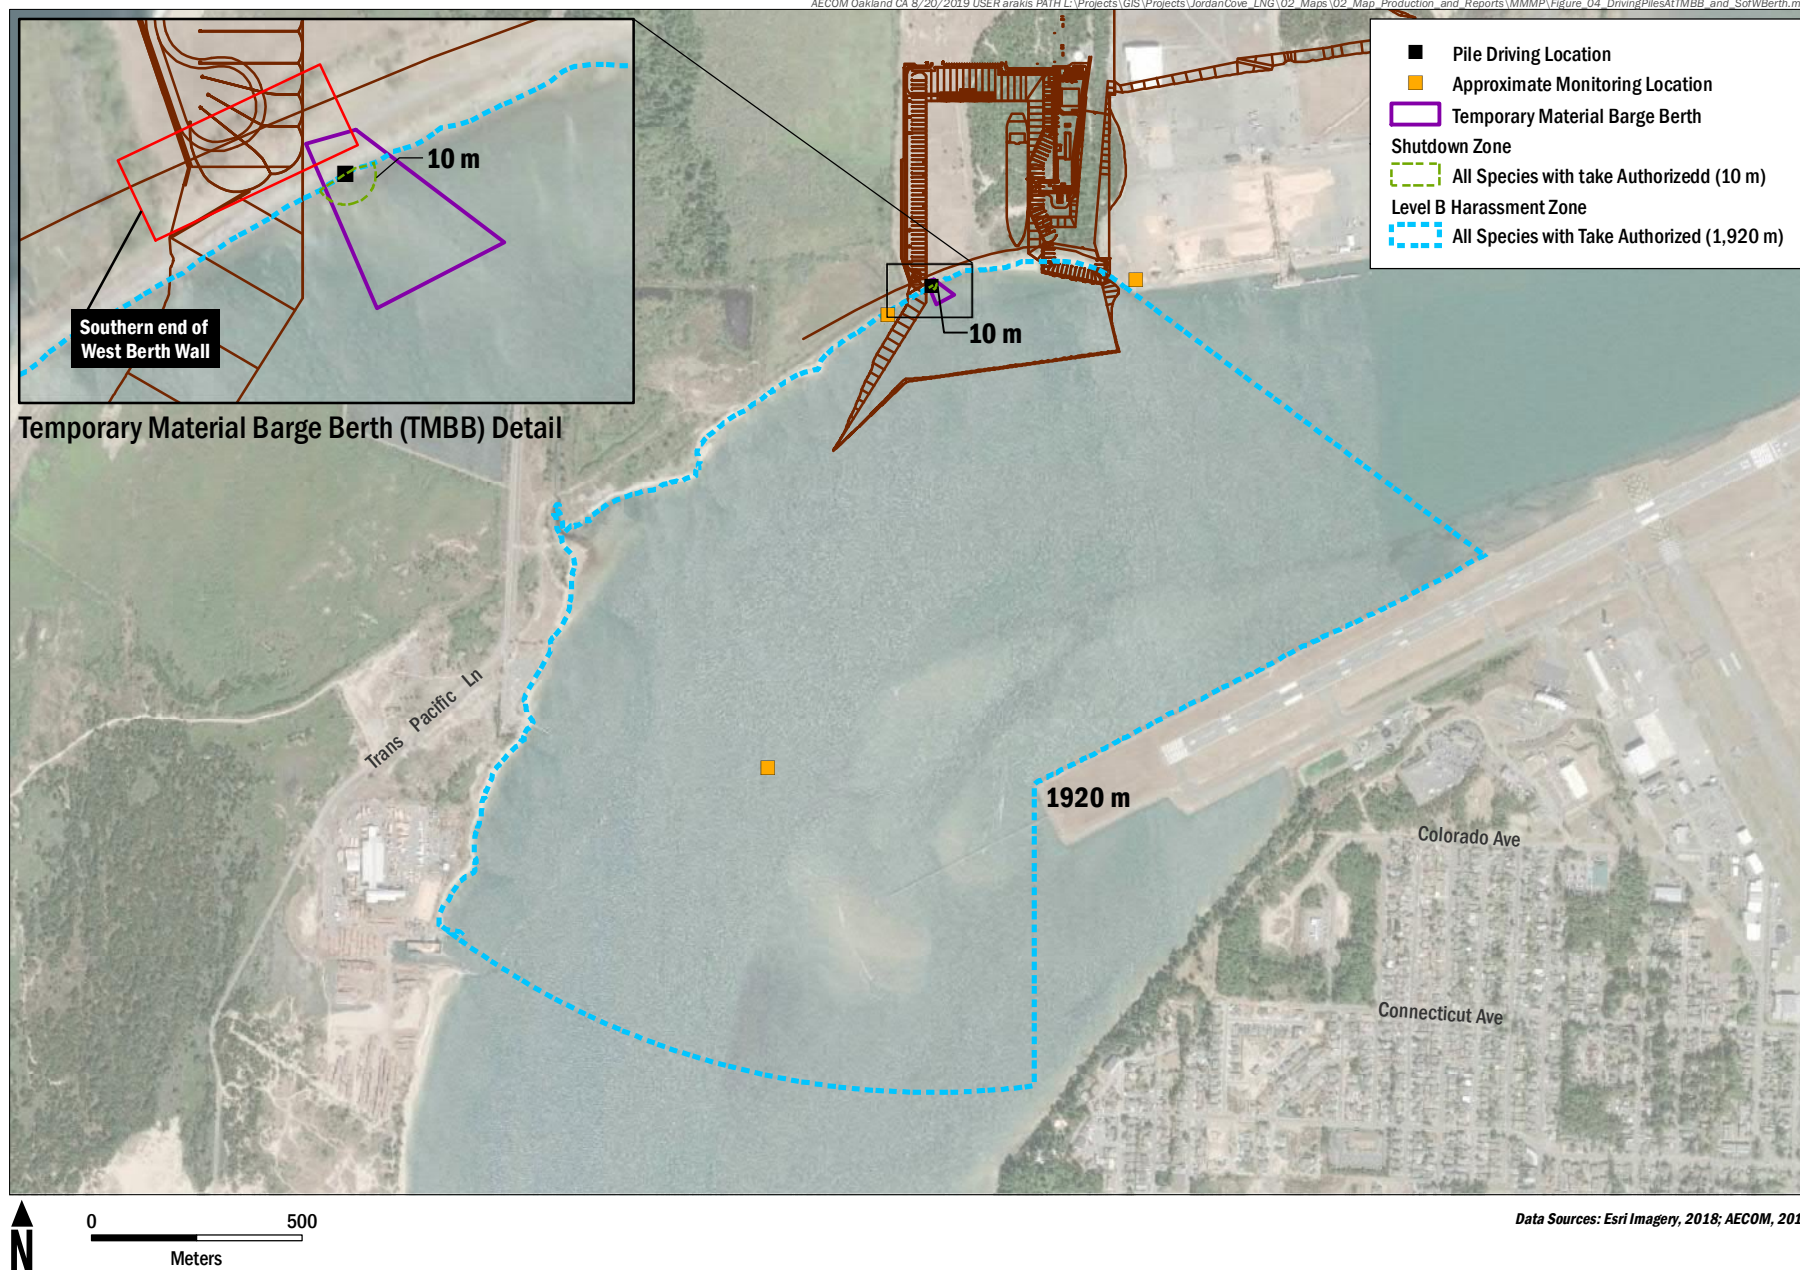 AECOM Oakland CA 8/20/2019 USER arakis PATH L:\Projects\GIS\Projects\JordanCove_LNG\02_Maps\02_Map_Production_and_Reports\MMMP\Figure_04_DrivingPilesAtTMBB_and_SofWBerth.m
Pile Driving Location
Approximate Monitoring Location
Temporary Material Barge Berth
Shutdown Zone
All Species with take Authorizedd (10 m)
Level B Harassment Zone
All Species with Take Authorized (1,920 m)
10 m
Southern end of
West Berth Wall
Temporary Material Barge Berth (TMBB) Detail
10 m
Trans Pacific Ln
1920 m
Colorado Ave
Connecticut Ave
N
0 500
Meters
Data Sources: Esri Imagery, 2018; AECOM, 201